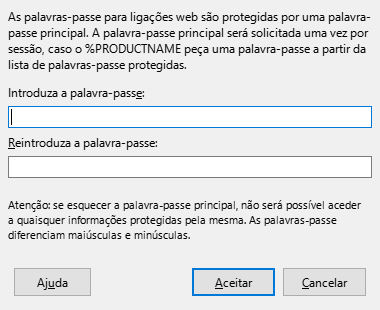 As palavras-passe para ligações web são protegidas por uma palavra-
passe principal. A palavra-passe principal será solicitada uma vez por
sessão, caso o %PRODUCTNAME peça uma palavra-passe a partir da
lista de palavras-passe protegidas.
Introduza a palavra-passe:
Reintroduza a palavra-passe:
Atenção: se esquecer a palavra-passe principal, não será possível aceder
a quaisquer informações protegidas pela mesma. As palavras-passe
diferenciam maiúsculas e minúsculas.
Ajuda
Aceitar
Cancelar